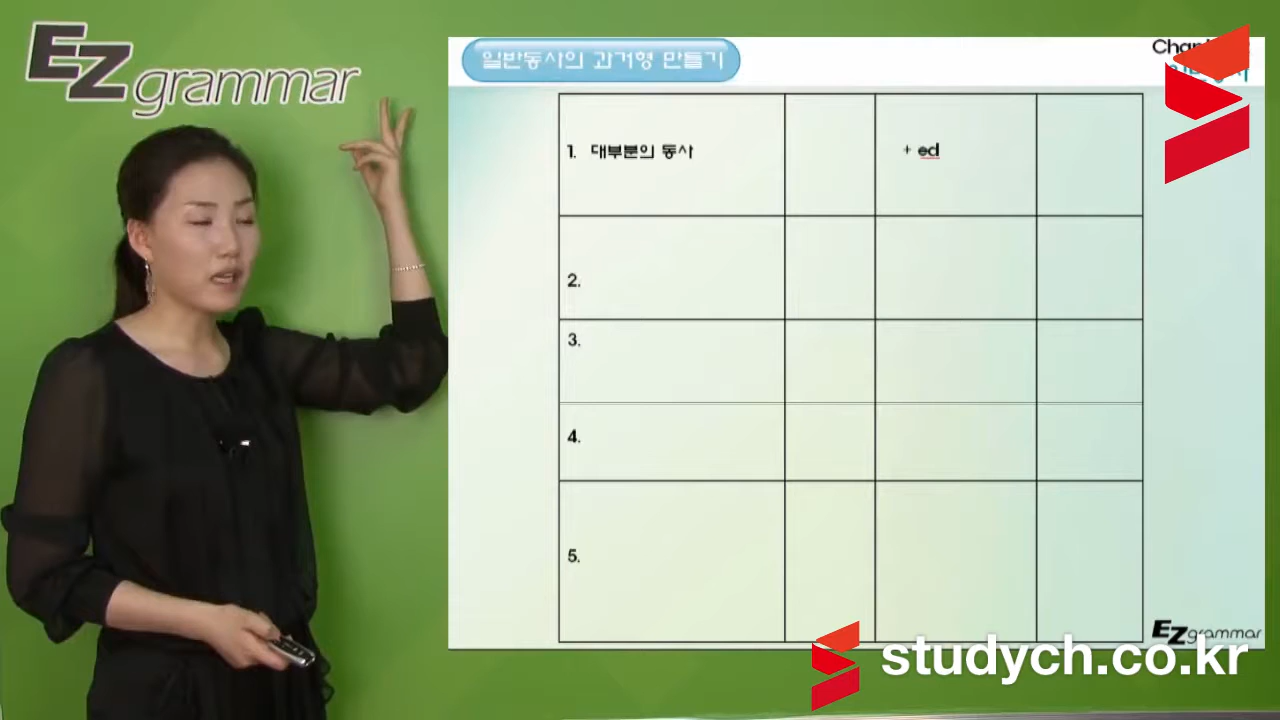 EZ grammar
일반동사의 과거형 만들기
1. 대부분의 동사
+ ed
2.
3.
4.
5.
EZ grammar
studych.co.kr